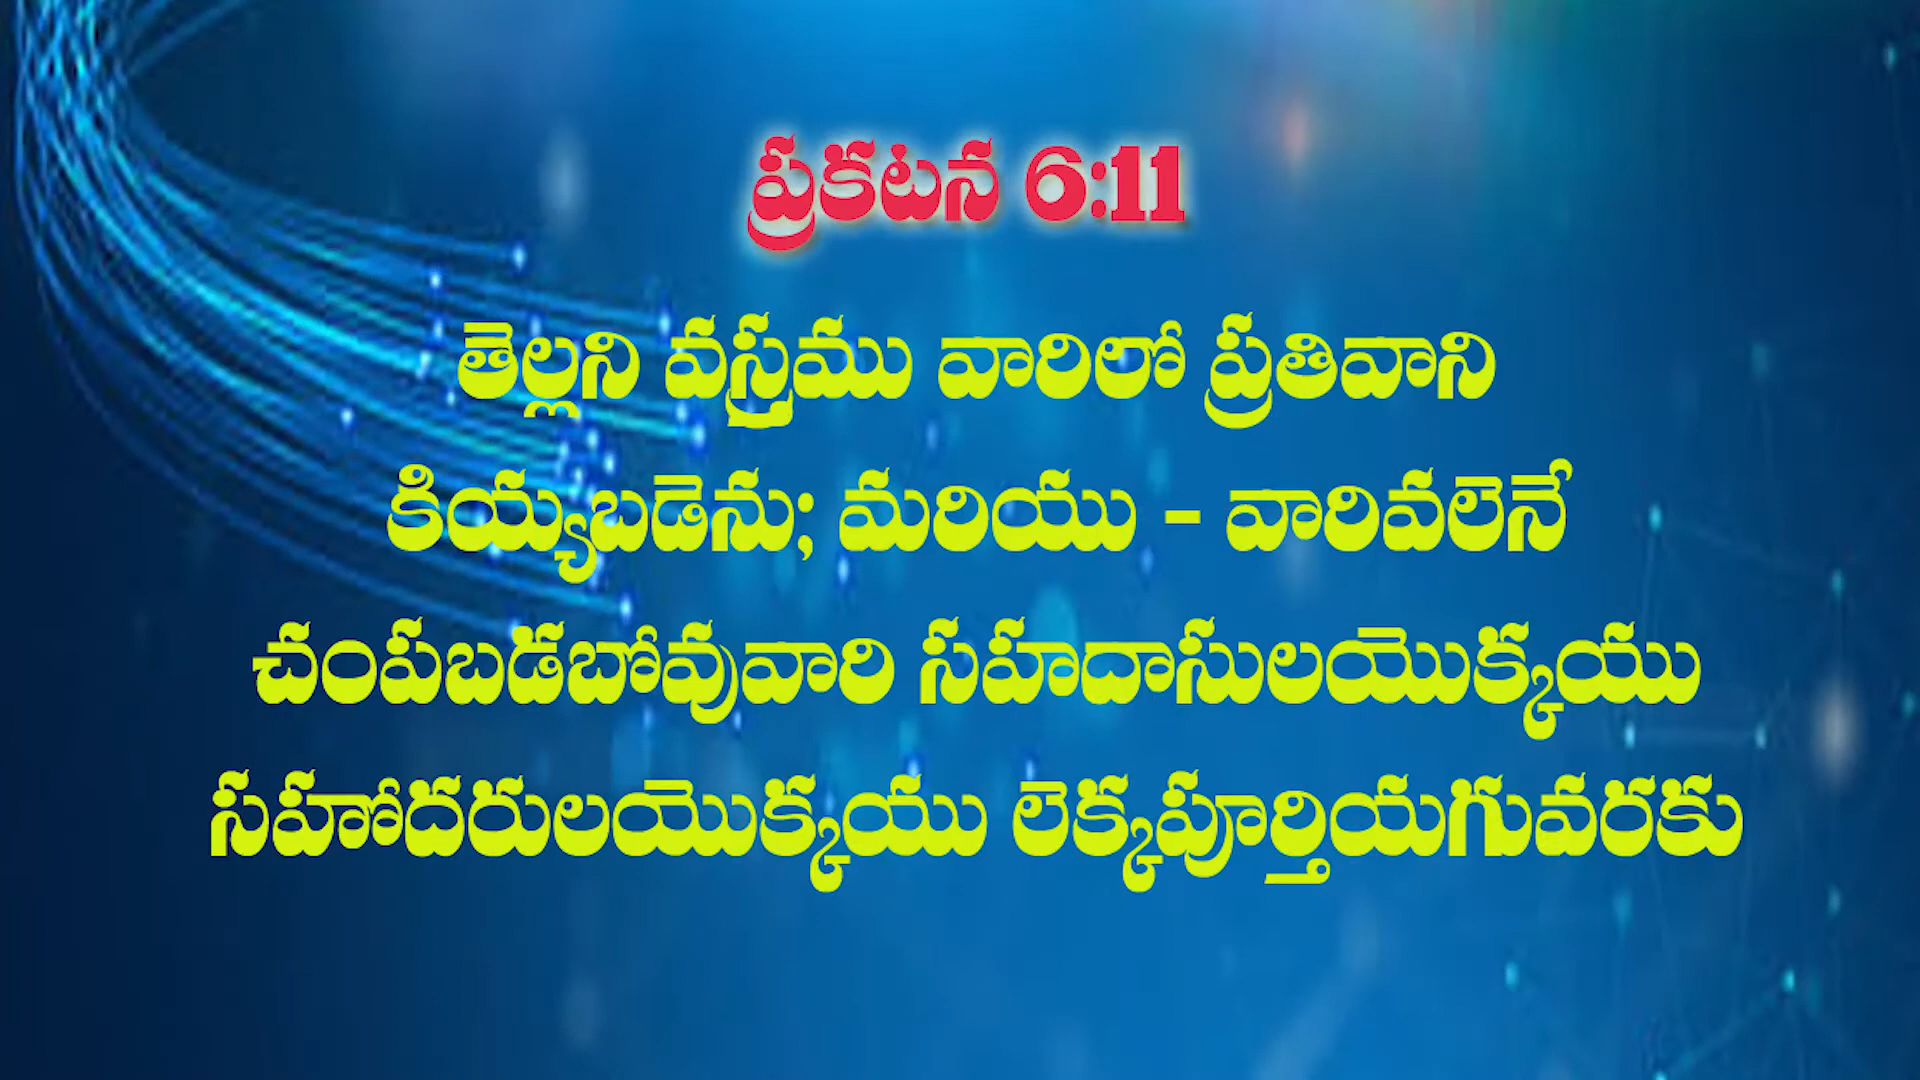 ప్రకటన 6:11
తెల్లని వస్త్రము వారిలో ప్రతివాని
కియ్యబడెను; మరియు - వారివలెనే
చంపబడబోవువారి సహదాసులయొక్కయు
సహోదరులయొక్కయు లెక్కపూర్తియగువరకు